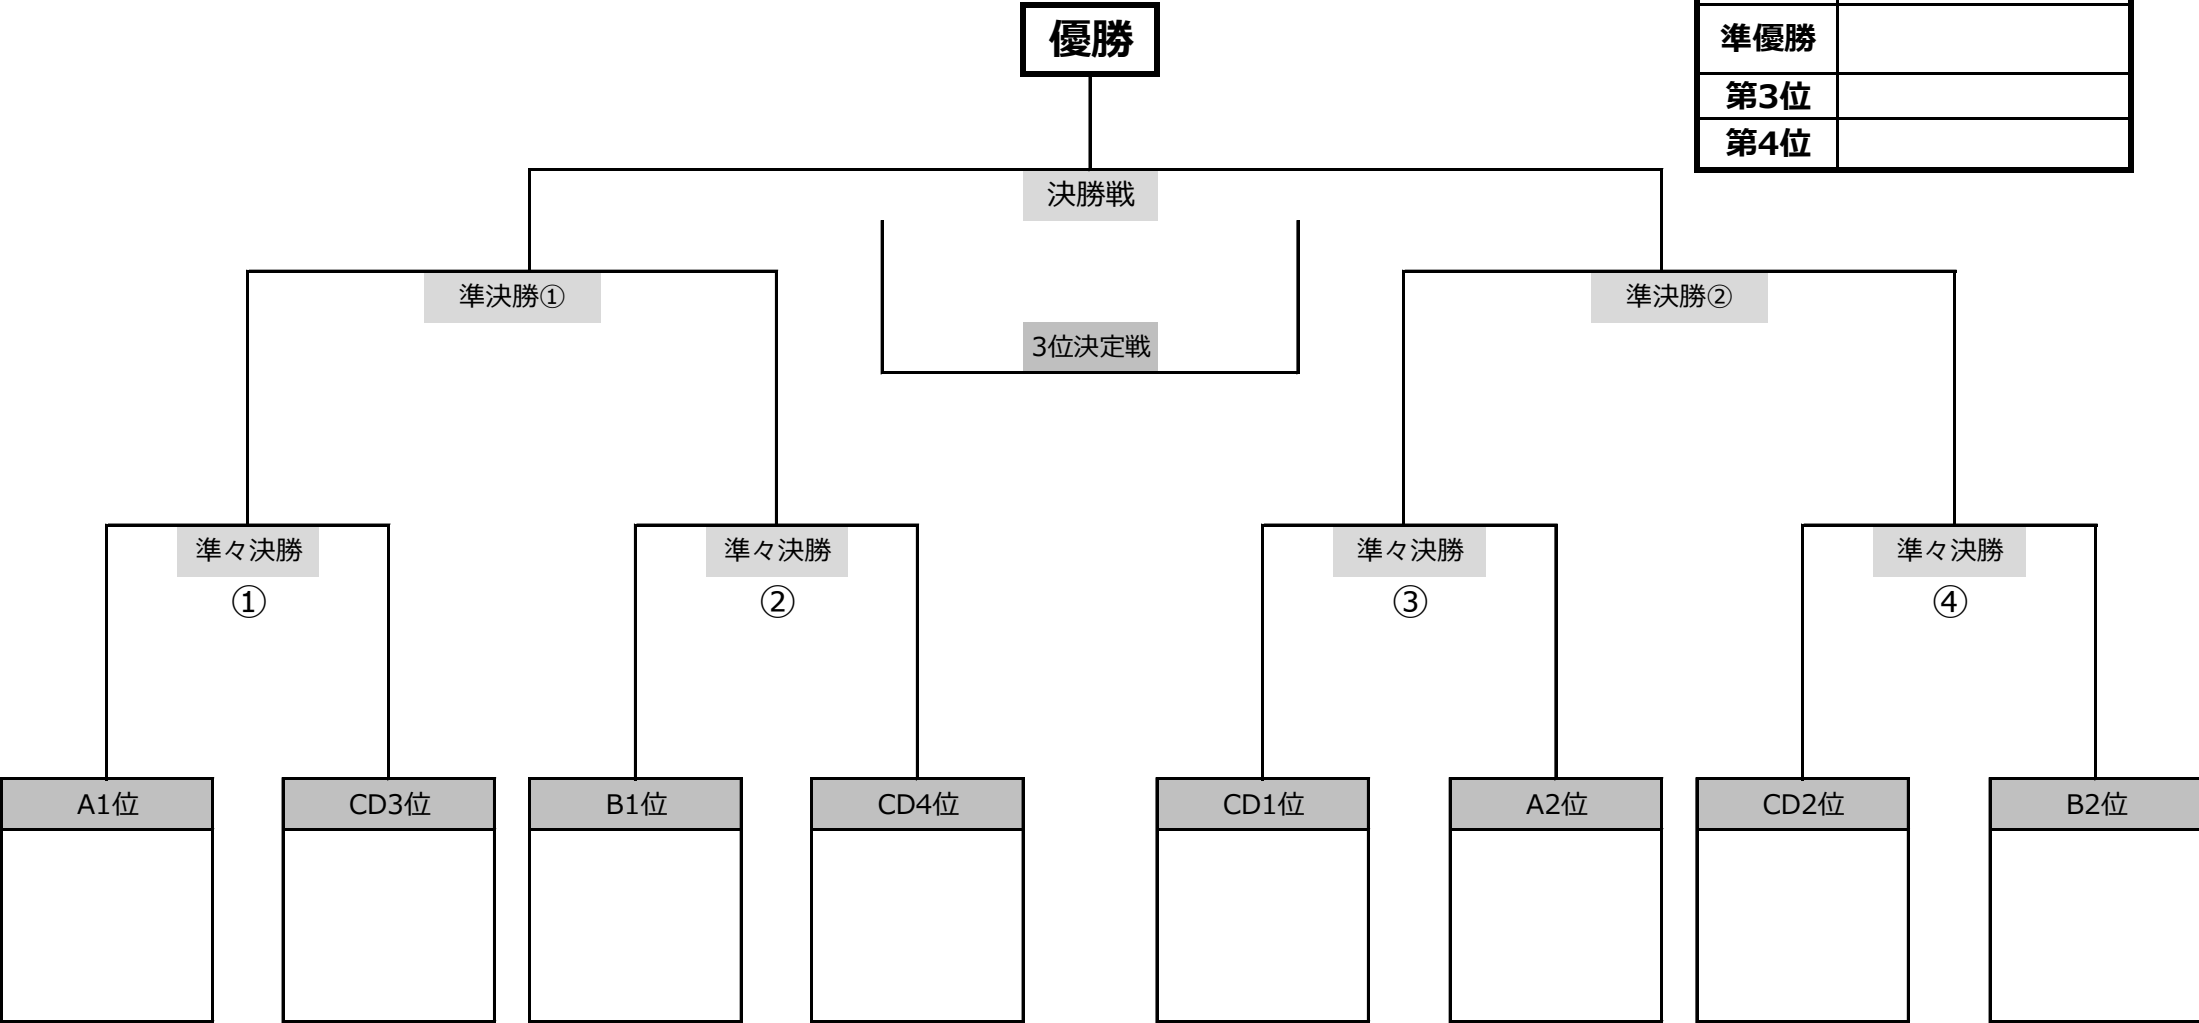 優勝
準優勝
第3位
第4位
決勝戦
準決勝①
準決勝②
3位決定戦
準々決勝
①
準々決勝
②
準々決勝
③
準々決勝
④
A1位
CD3位
B1位
CD4位
CD1位
A2位
CD2位
B2位